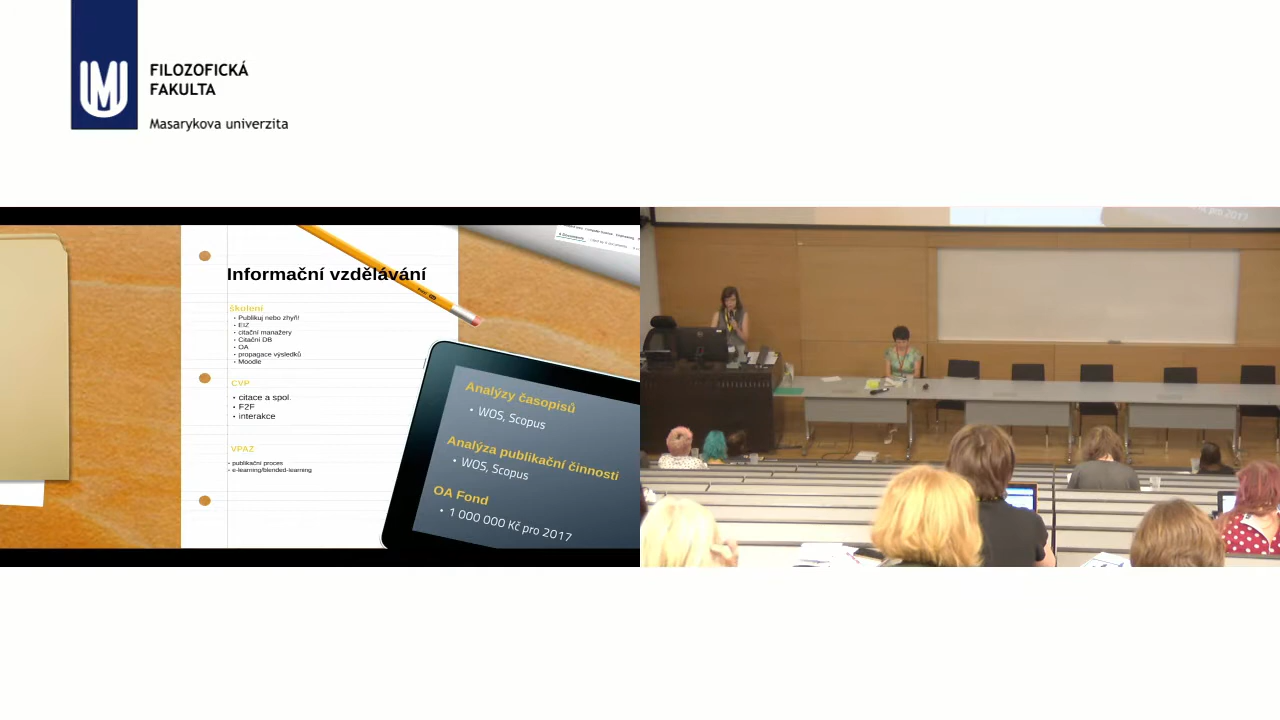 FILOZOFICKÁ
FAKULTA
Masarykova univerzita
Informační vzdělávání
školení
• Publikuj nebo zhyň!
• EIZ
• citační manažery
• Citační DB
• OA
• propagace výsledků
• Moodle
CVP
• citace a spol.
• F2F
• interakce
VPAZ
• publikační proces
• e-learning/blended-learning
Analýzy časopisů
• WOS, Scopus
Analýza publikační činnosti
• WOS, Scopus
OA Fond
• 1 000 000 Kč pro 2017
pro 2017